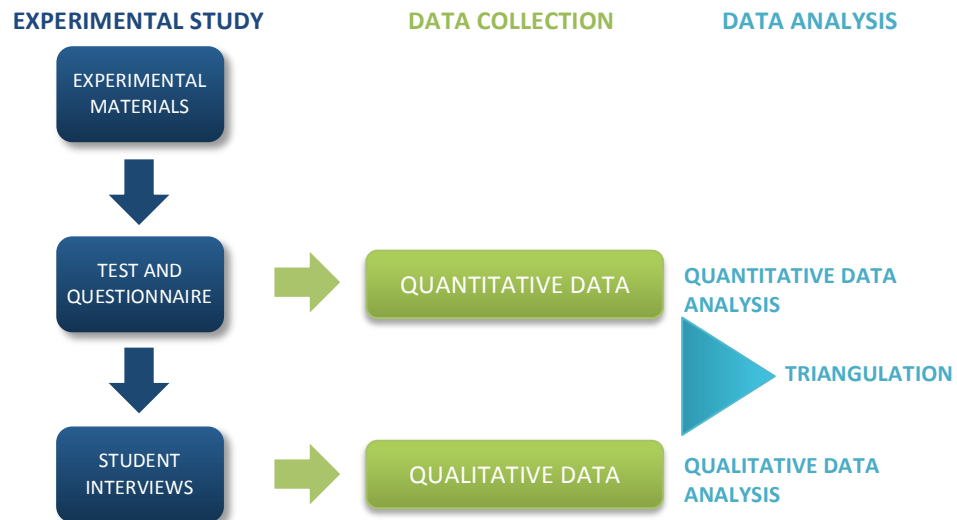 EXPERIMENTAL STUDY
DATA COLLECTION
DATA ANALYSIS
EXPERIMENTAL
MATERIALS
TEST AND
QUESTIONNAIRE
QUANTITATIVE DATA
QUANTITATIVE DATA
ANALYSIS
TRIANGULATION
STUDENT
INTERVIEWS
QUALITATIVE DATA
QUALITATIVE DATA
ANALYSIS